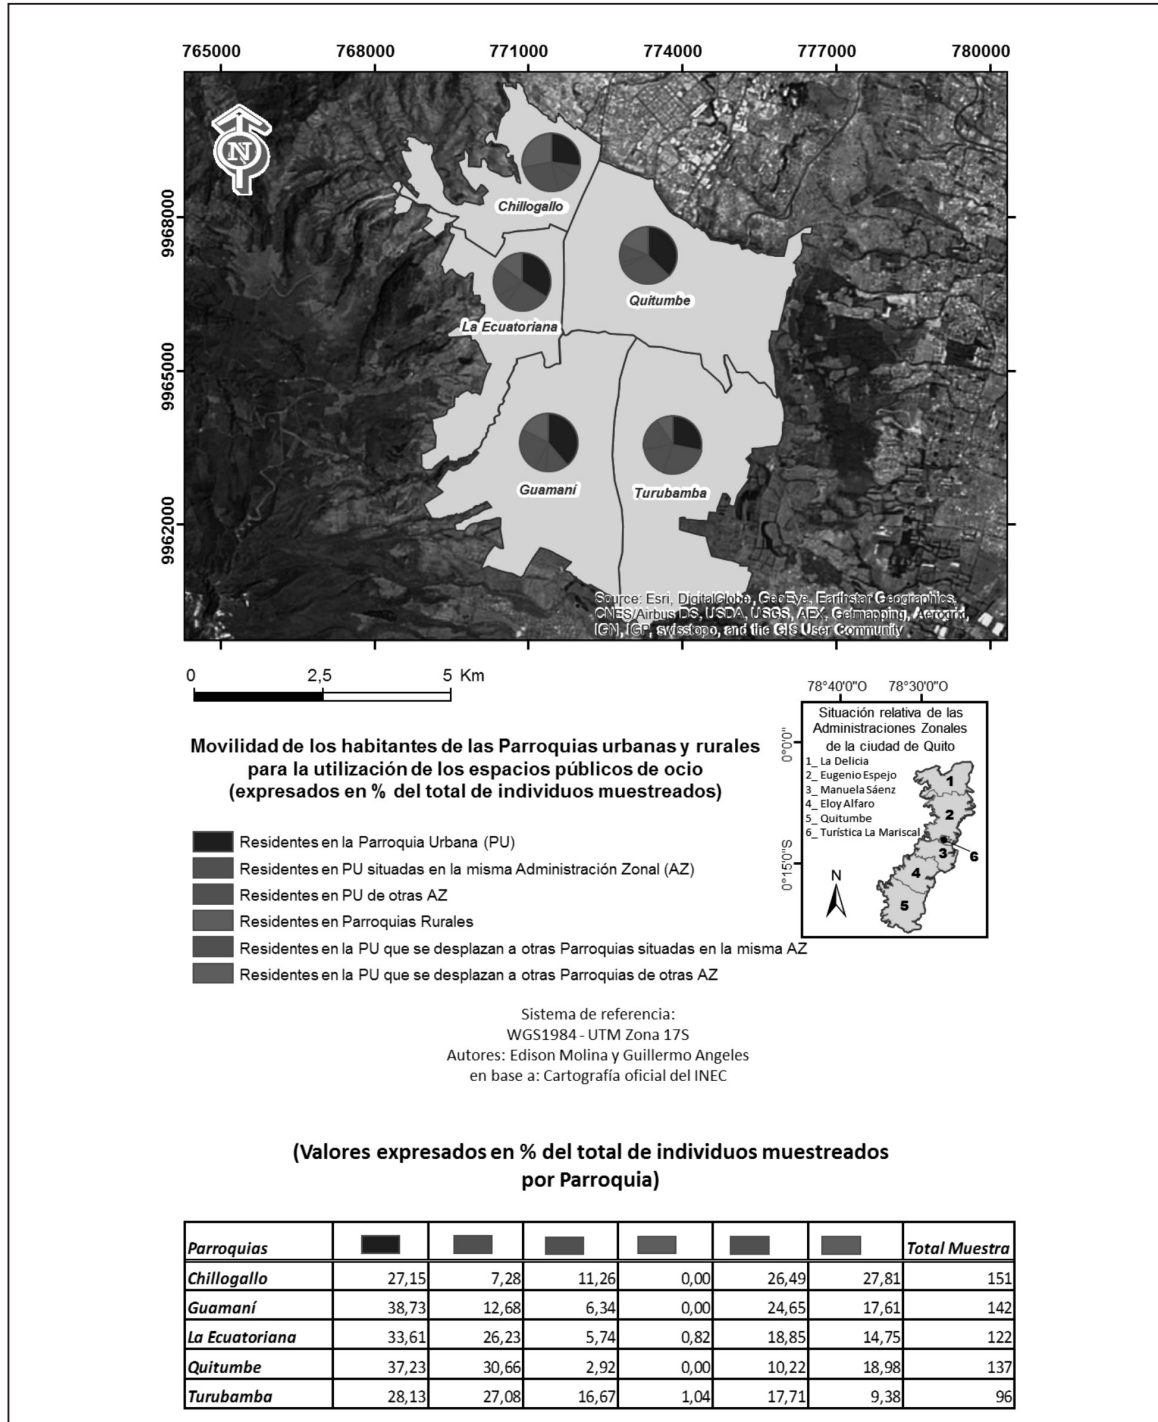 765000 768000 771000 774000 777000 780000
N
9968000
9965000
9962000
Chillogallo
Quitumbe
La Ecuatoriana
Guamaní
Turubamba
Source: Esri, DigitalGlobe, GeoEye, Earthstar Geographics,
CNES/Airbus DS, USDA, USGS, AEX, Getmapping, Aerogrid,
IGN, IGP, swisstopo, and the GIS User Community
0 2,5 5 Km
Movilidad de los habitantes de las Parroquias urbanas y rurales
para la utilización de los espacios públicos de ocio
(expresados en % del total de individuos muestreados)
Residentes en la Parroquia Urbana (PU)
Residentes en PU situadas en la misma Administración Zonal (AZ)
Residentes en PU de otras AZ
Residentes en Parroquias Rurales
Residentes en la PU que se desplazan a otras Parroquias situadas en la misma AZ
Residentes en la PU que se desplazan a otras Parroquias de otras AZ
78°40'0"O 78°30'0"O
0°0'0"
0°15'0"S
Situación relativa de las
Administraciones Zonales
de la ciudad de Quito
1_ La Delicia
2_ Eugenio Espejo
3_ Manuela Sáenz
4_ Eloy Alfaro
5_ Quitumbe
6_ Turística La Mariscal
1
2
3
6
4
5
N
Sistema de referencia:
WGS1984 - UTM Zona 17S
Autores: Edison Molina y Guillermo Angeles
en base a: Cartografía oficial del INEC
(Valores expresados en % del total de individuos muestreados
por Parroquia)
Parroquias Total Muestra
Chillogallo 27,15 7,28 11,26 0,00 26,49 27,81 151
Guamaní 38,73 12,68 6,34 0,00 24,65 17,61 142
La Ecuatoriana 33,61 26,23 5,74 0,82 18,85 14,75 122
Quitumbe 37,23 30,66 2,92 0,00 10,22 18,98 137
Turubamba 28,13 27,08 16,67 1,04 17,71 9,38 96